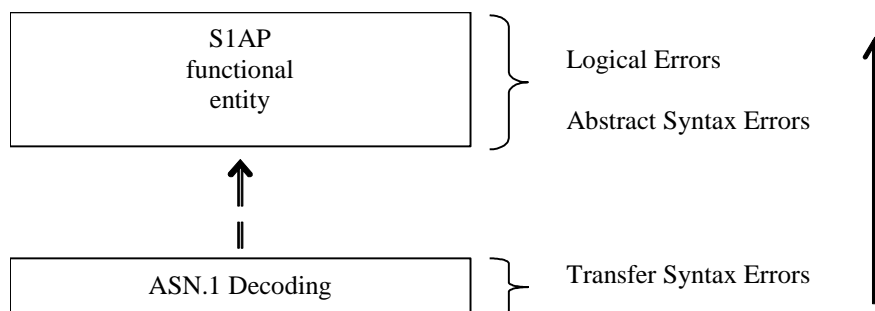 S1AP
functional
entity
Logical Errors
Abstract Syntax Errors
ASN.1 Decoding
Transfer Syntax Errors